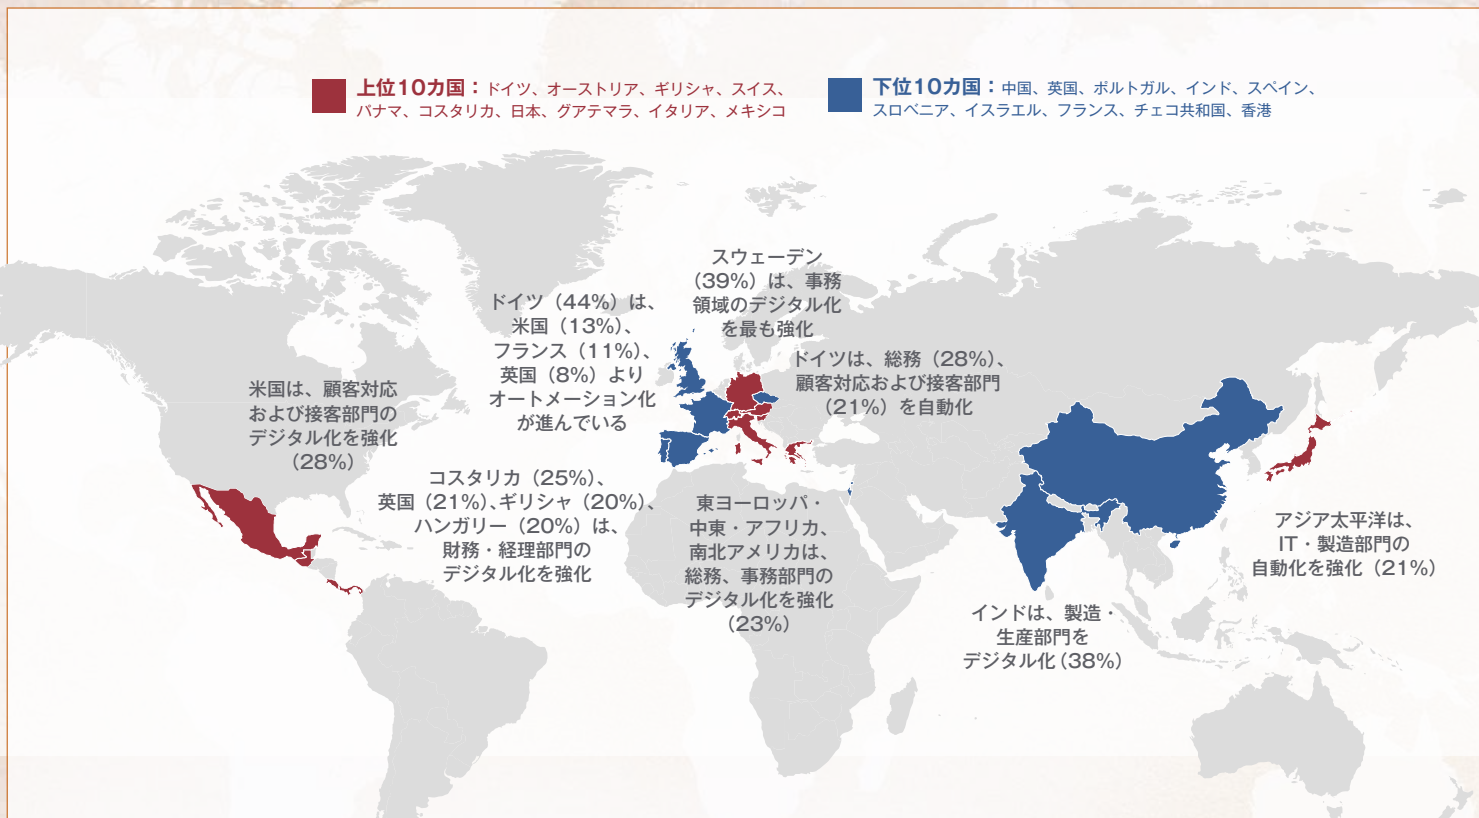 上位10カ国：ドイツ、オーストリア、ギリシャ、スイス、
パナマ、コスタリカ、日本、グアテマラ、イタリア、メキシコ
下位10カ国：中国、英国、ポルトガル、インド、スペイン、
スロベニア、イスラエル、フランス、チェコ共和国、香港
スウェーデン
（39%）は、事務
領域のデジタル化
を最も強化
ドイツ（44%）は、
米国（13%）、
フランス（11%）、
英国（8%）より
オートメーション化
が進んでいる
ドイツは、総務（28%）、
顧客対応および接客部門
（21%）を自動化
米国は、顧客対応
および接客部門の
デジタル化を強化
（28%）
コスタリカ（25%）、
英国（21%）、ギリシャ（20%）、
ハンガリー（20%）は、
財務・経理部門の
デジタル化を強化
東ヨーロッパ・
中東・アフリカ、
南北アメリカは、
総務、事務部門の
デジタル化を強化
（23%）
アジア太平洋は、
IT・製造部門の
自動化を強化（21%）
インドは、製造・
生産部門を
デジタル化（38%）